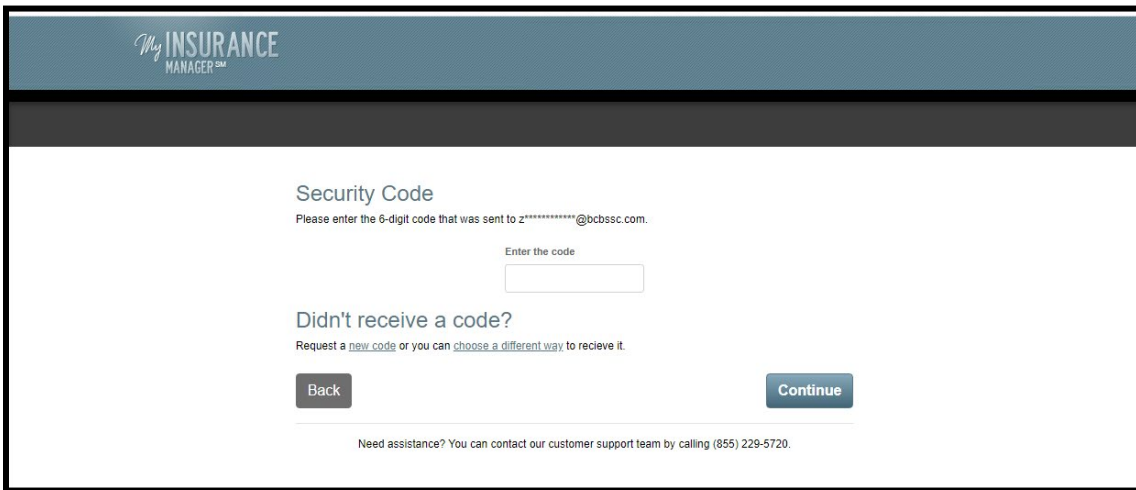 My INSURANCE
MANAGER SM
Security Code
Please enter the 6-digit code that was sent to z************@bcbssc.com.
Enter the code
Didn't receive a code?
Request a new code or you can choose a different way to recieve it.
Back
Continue
Need assistance? You can contact our customer support team by calling (855) 229-5720.